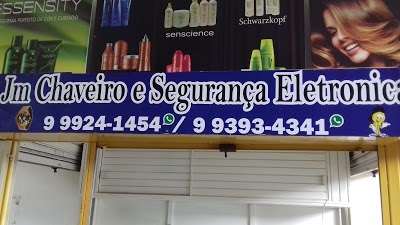 ESSENSITY
senscience
Schwarzkopf
Jm Chaveiro e Segurança Eletronica
9 9924-1454 / 9 9393-4341